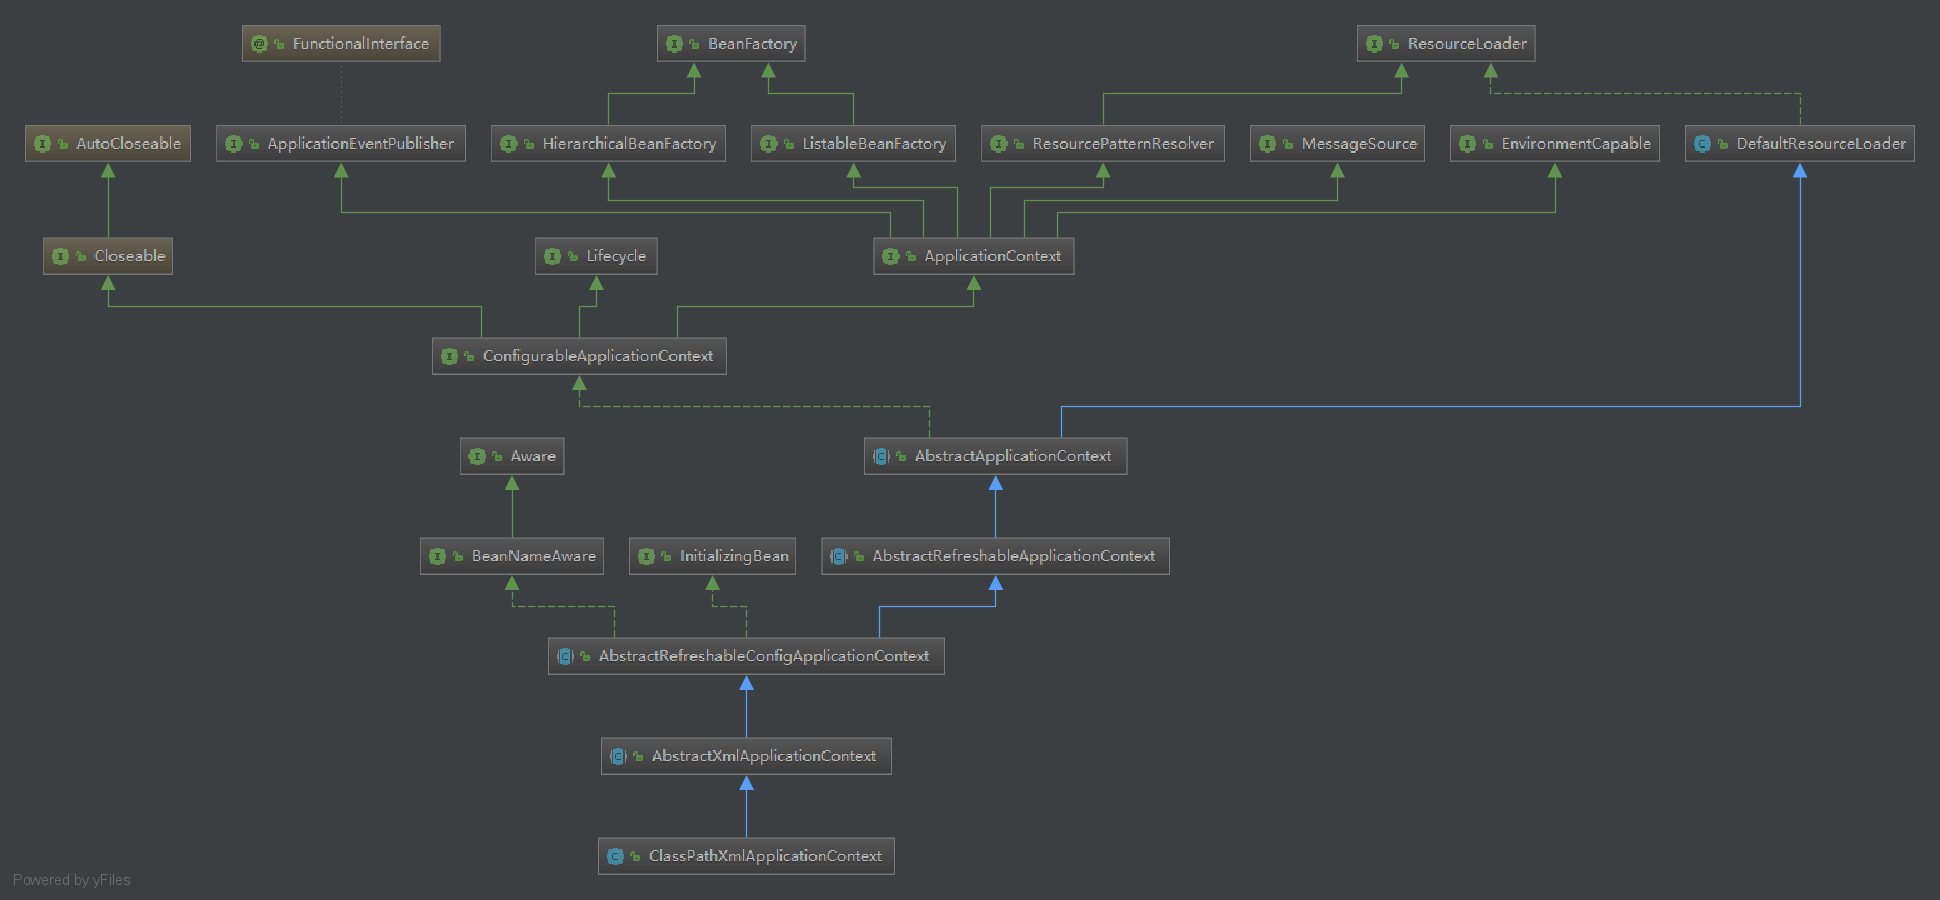 FunctionalInterface
BeanFactory
ResourceLoader
AutoCloseable
ApplicationEventPublisher
HierarchicalBeanFactory
ListableBeanFactory
ResourcePatternResolver
MessageSource
EnvironmentCapable
DefaultResourceLoader
Closeable
Lifecycle
ApplicationContext
ConfigurableApplicationContext
Aware
AbstractApplicationContext
BeanNameAware
InitializingBean
AbstractRefreshableApplicationContext
AbstractRefreshableConfigApplicationContext
AbstractXmlApplicationContext
ClassPathXmlApplicationContext
Powered by yFiles